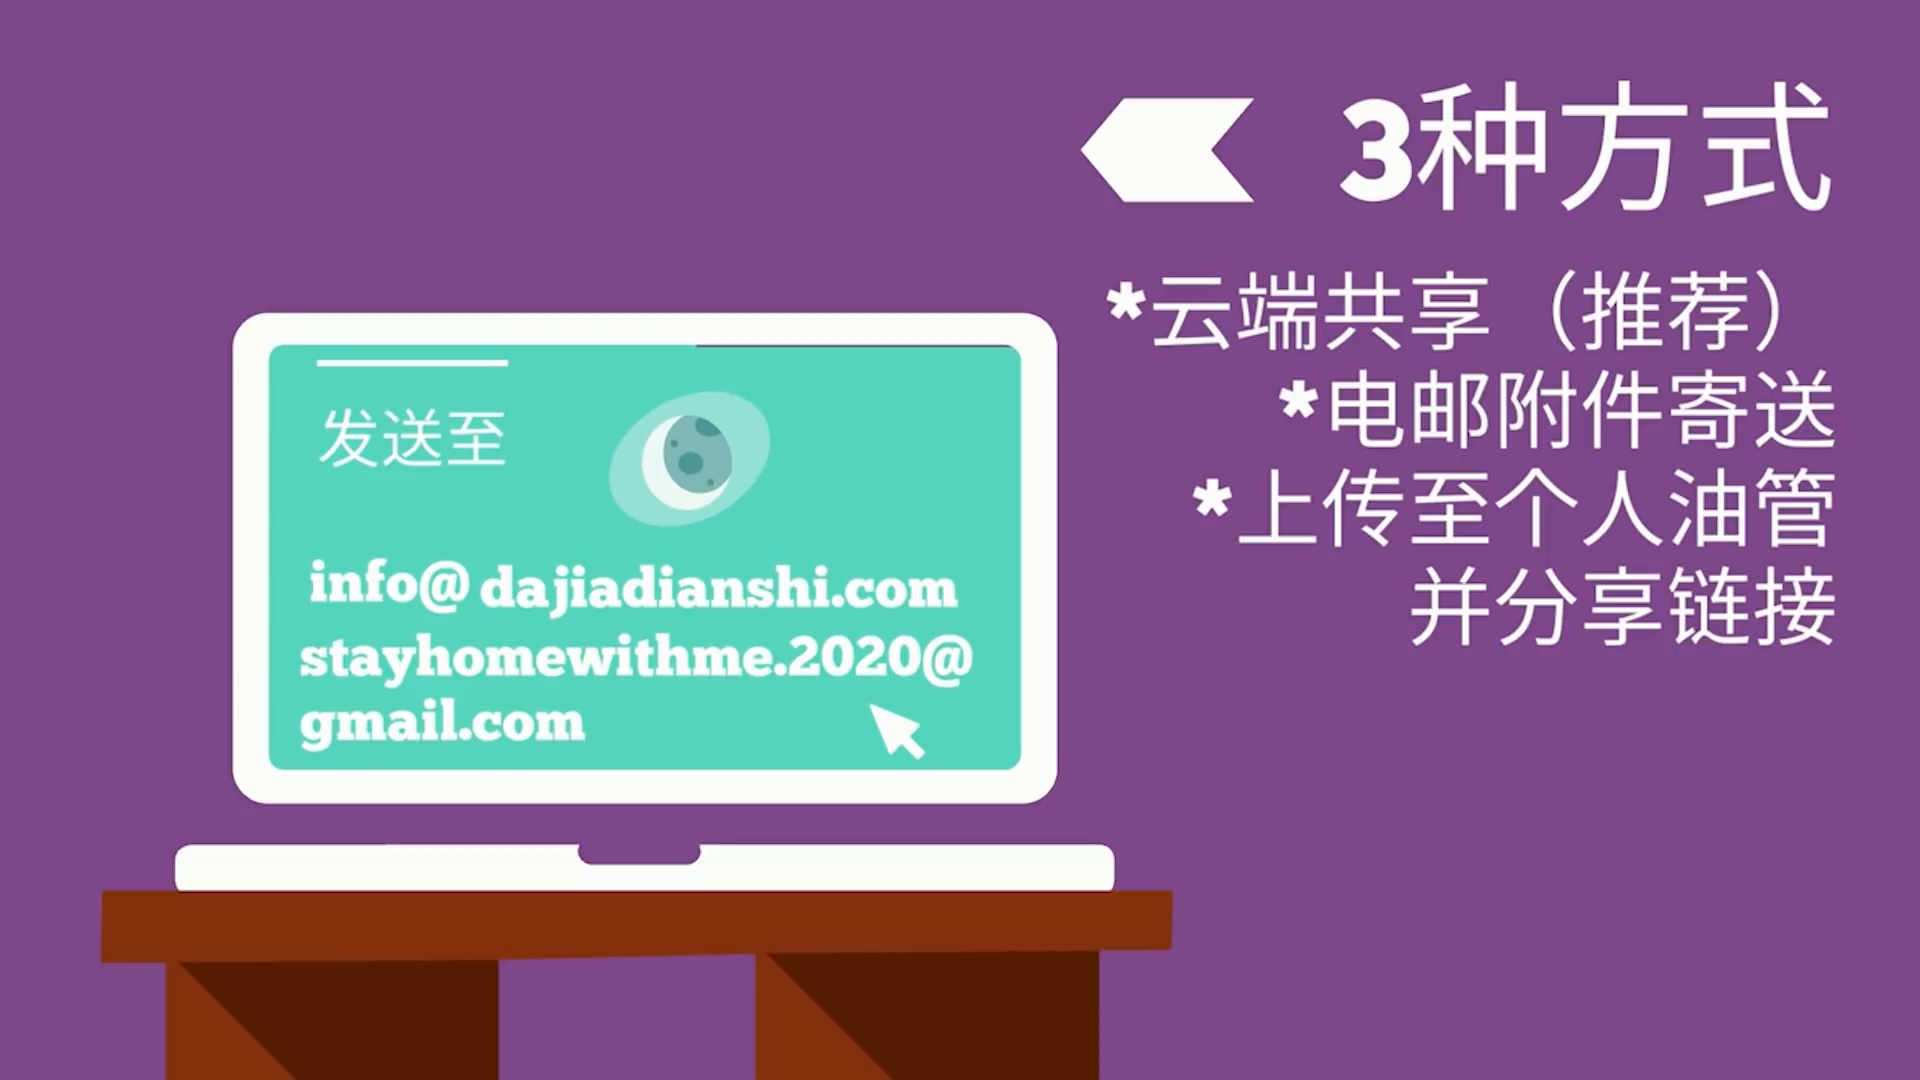 3种方式
*云端共享（推荐）
*电邮附件寄送
*上传至个人油管
并分享链接
发送至
info@ dajiadianshi.com
stayhomewithme.2020@
gmail.com